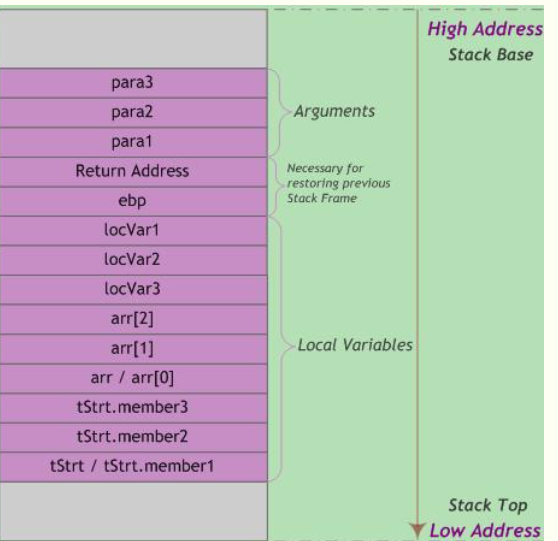 High Address
Stack Base
para3
para2
para1
Arguments
Return Address
ebp
Necessary for
restoring previous
Stack Frame
locVar1
locVar2
locVar3
arr[2]
arr[1]
arr / arr[0]
tStrt.member3
tStrt.member2
tStrt / tStrt.member1
Local Variables
Stack Top
Low Address